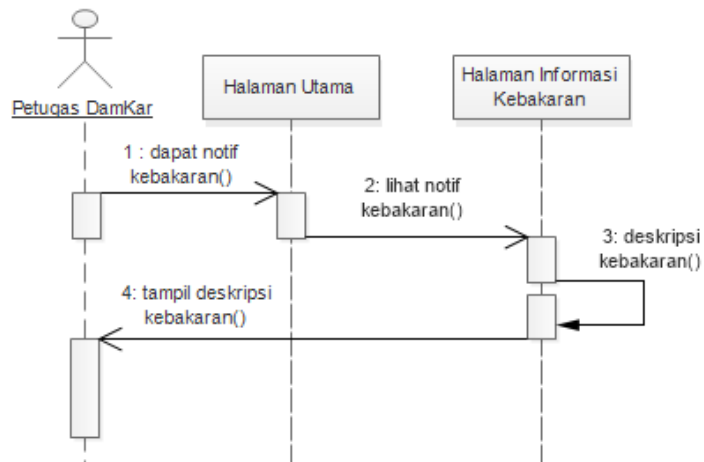 Petugas DamKar
Halaman Utama
Halaman Informasi
Kebakaran
1 : dapat notif
kebakaran()
2: lihat notif
kebakaran()
3: deskripsi
kebakaran()
4: tampil deskripsi
kebakaran()